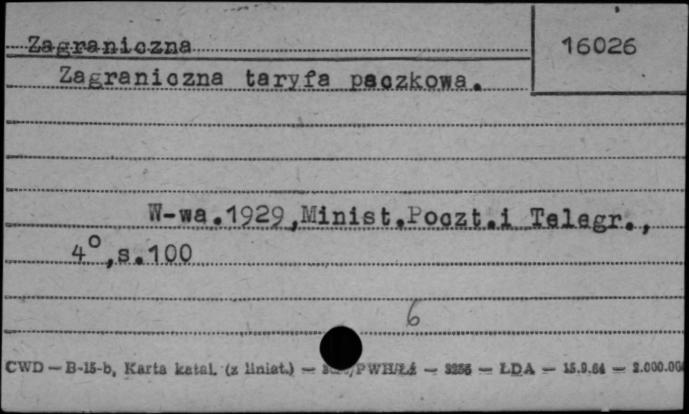 Zagraniczna
16026
Zagraniczna taryfa paczkowa.
W-wa.1929,Minist.Poczt.i Telegr.,
4°,s.100
6
CWD — B-15-b, Karta katal. (z liniat.) — /PWH/Łź — 3256 — ŁDA — 15.9.64 — 2.000.000